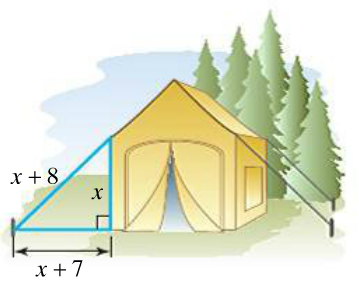 x + 8
x
x + 7